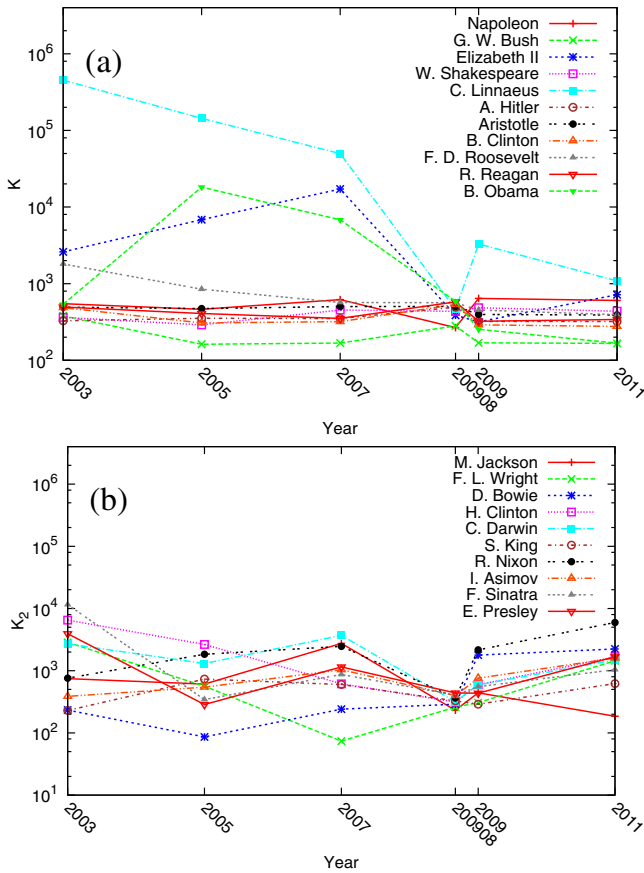 (a)
K
10^6
10^5
10^4
10^3
10^2
Napoleon
G. W. Bush
Elizabeth II
W. Shakespeare
C. Linnaeus
A. Hitler
Aristotle
B. Clinton
F. D. Roosevelt
R. Reagan
B. Obama
2003
2005
2007
200908
2009
2011
Year
(b)
K_2
10^6
10^5
10^4
10^3
10^2
10^1
M. Jackson
F. L. Wright
D. Bowie
H. Clinton
C. Darwin
S. King
R. Nixon
I. Asimov
F. Sinatra
E. Presley
2003
2005
2007
200908
2009
2011
Year